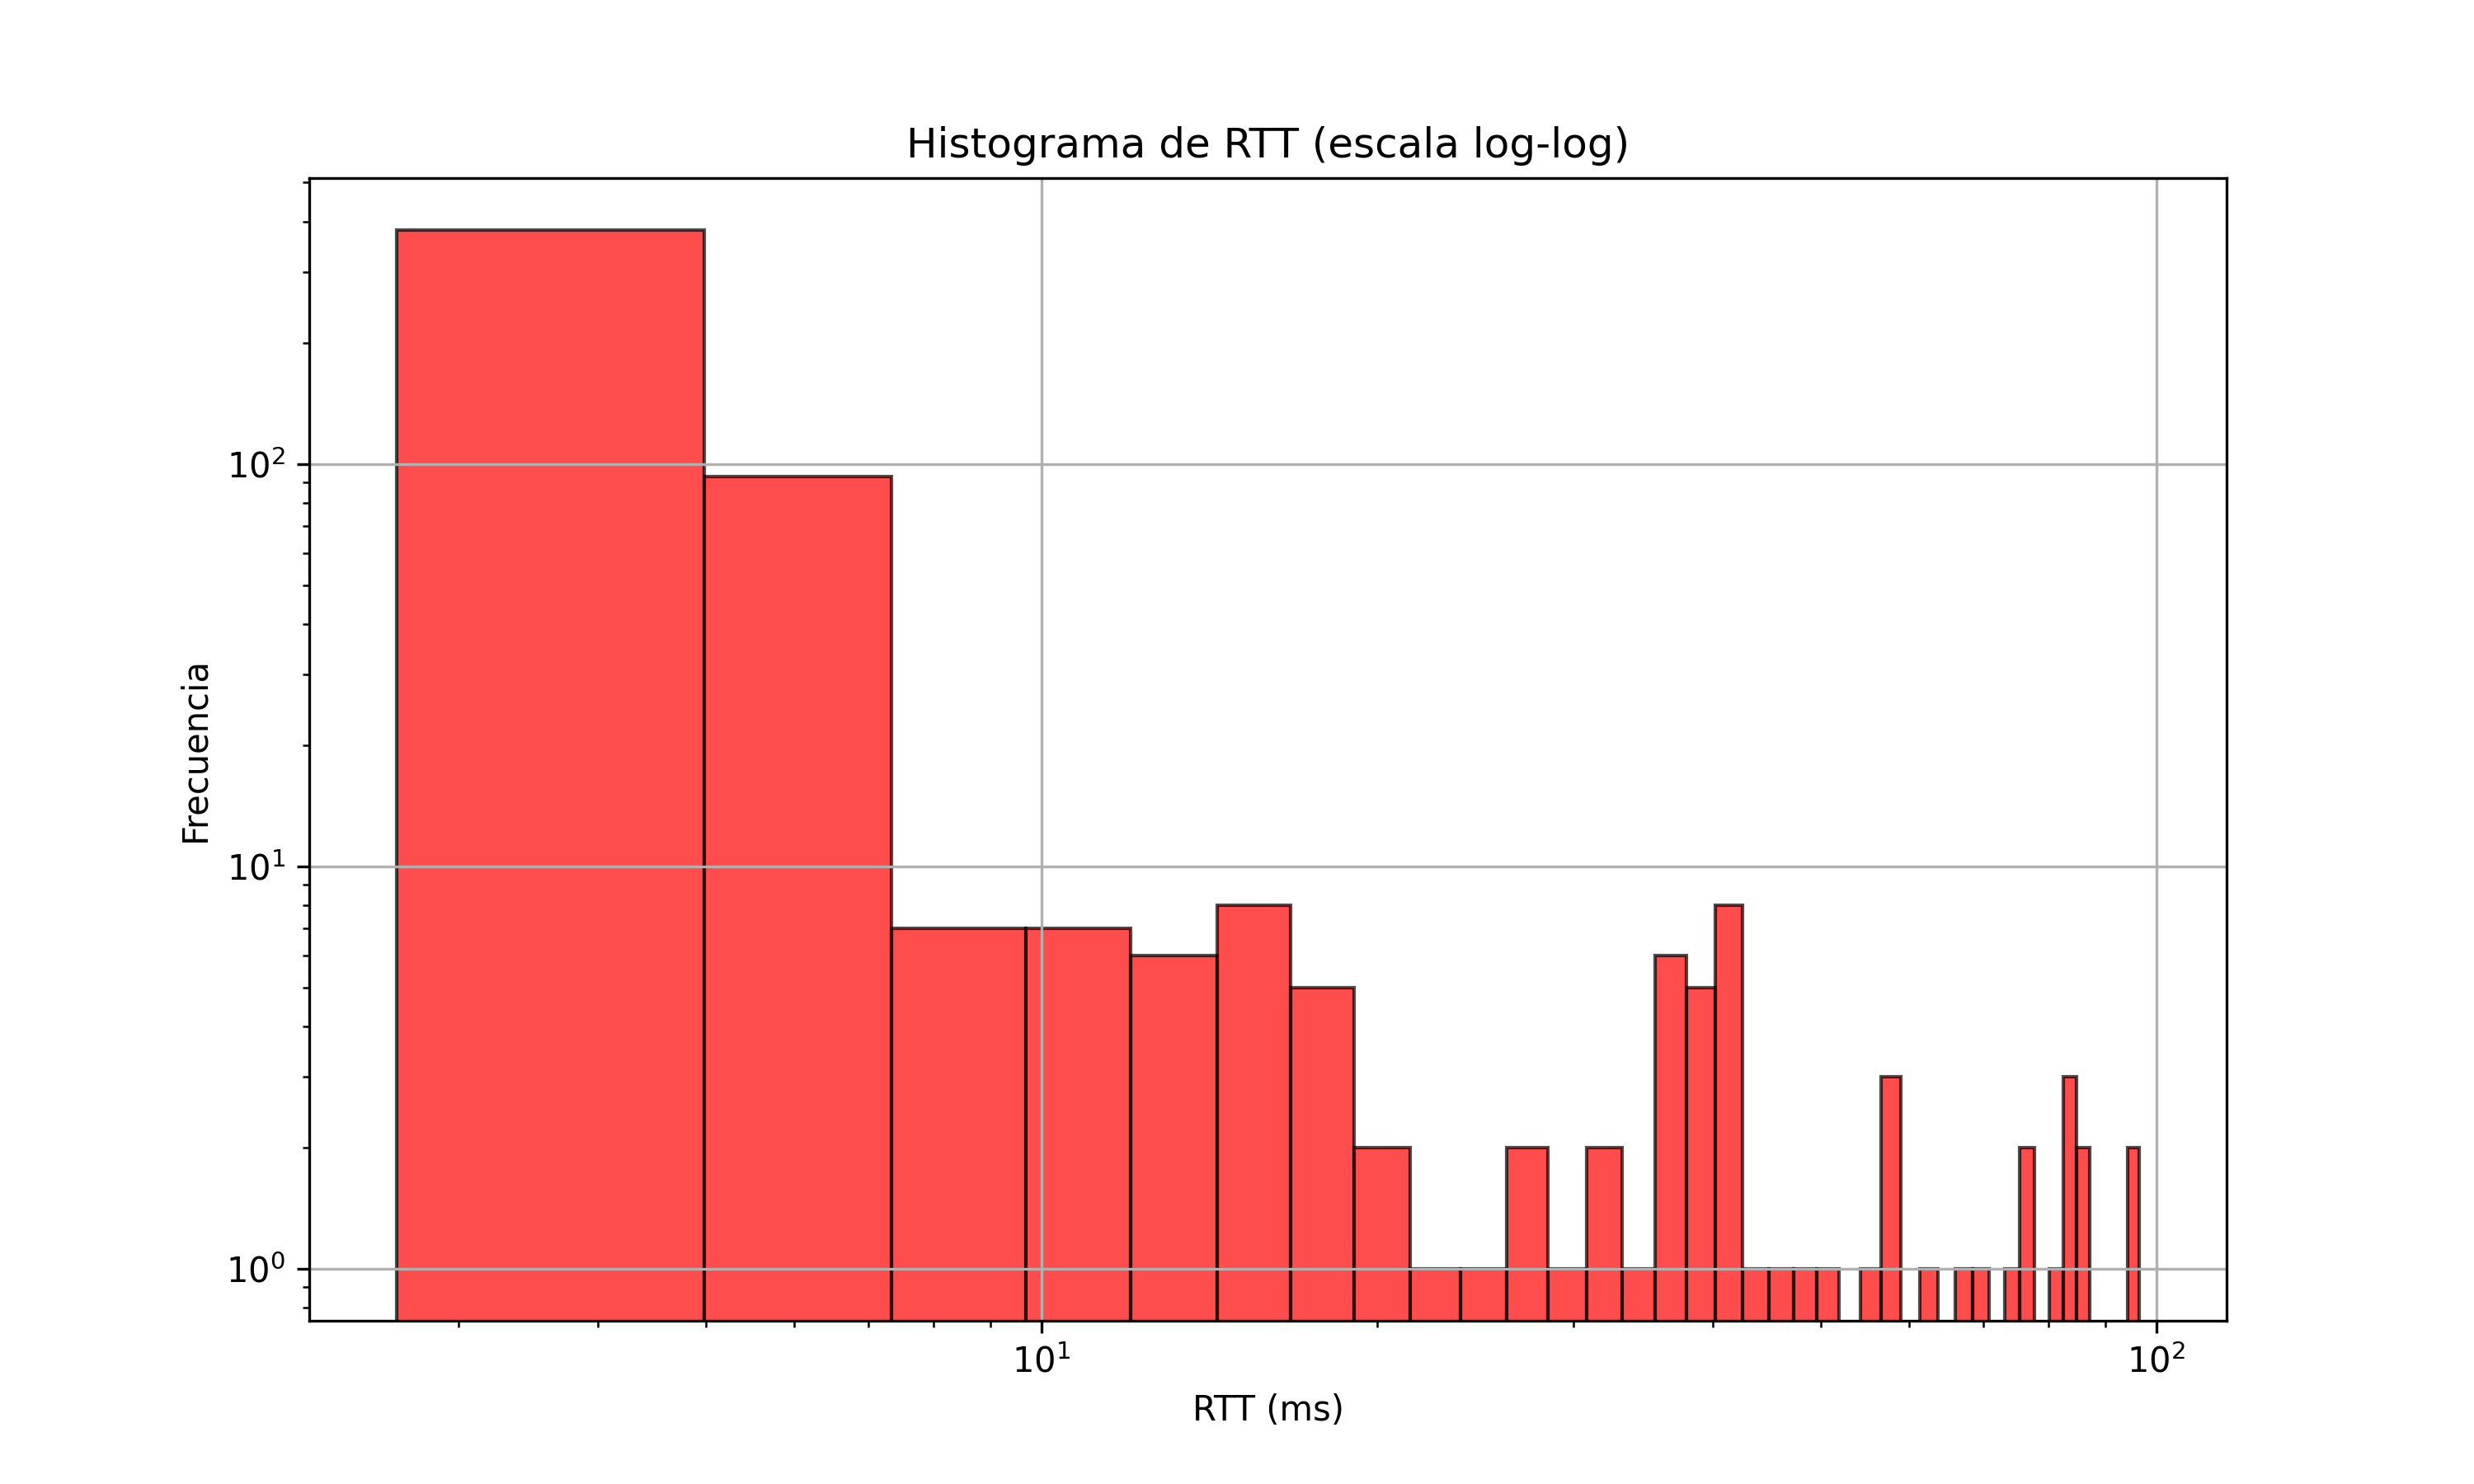 Histograma de RTT (escala log-log)
Frecuencia
10²
10¹
10⁰
10¹ 10²
RTT (ms)